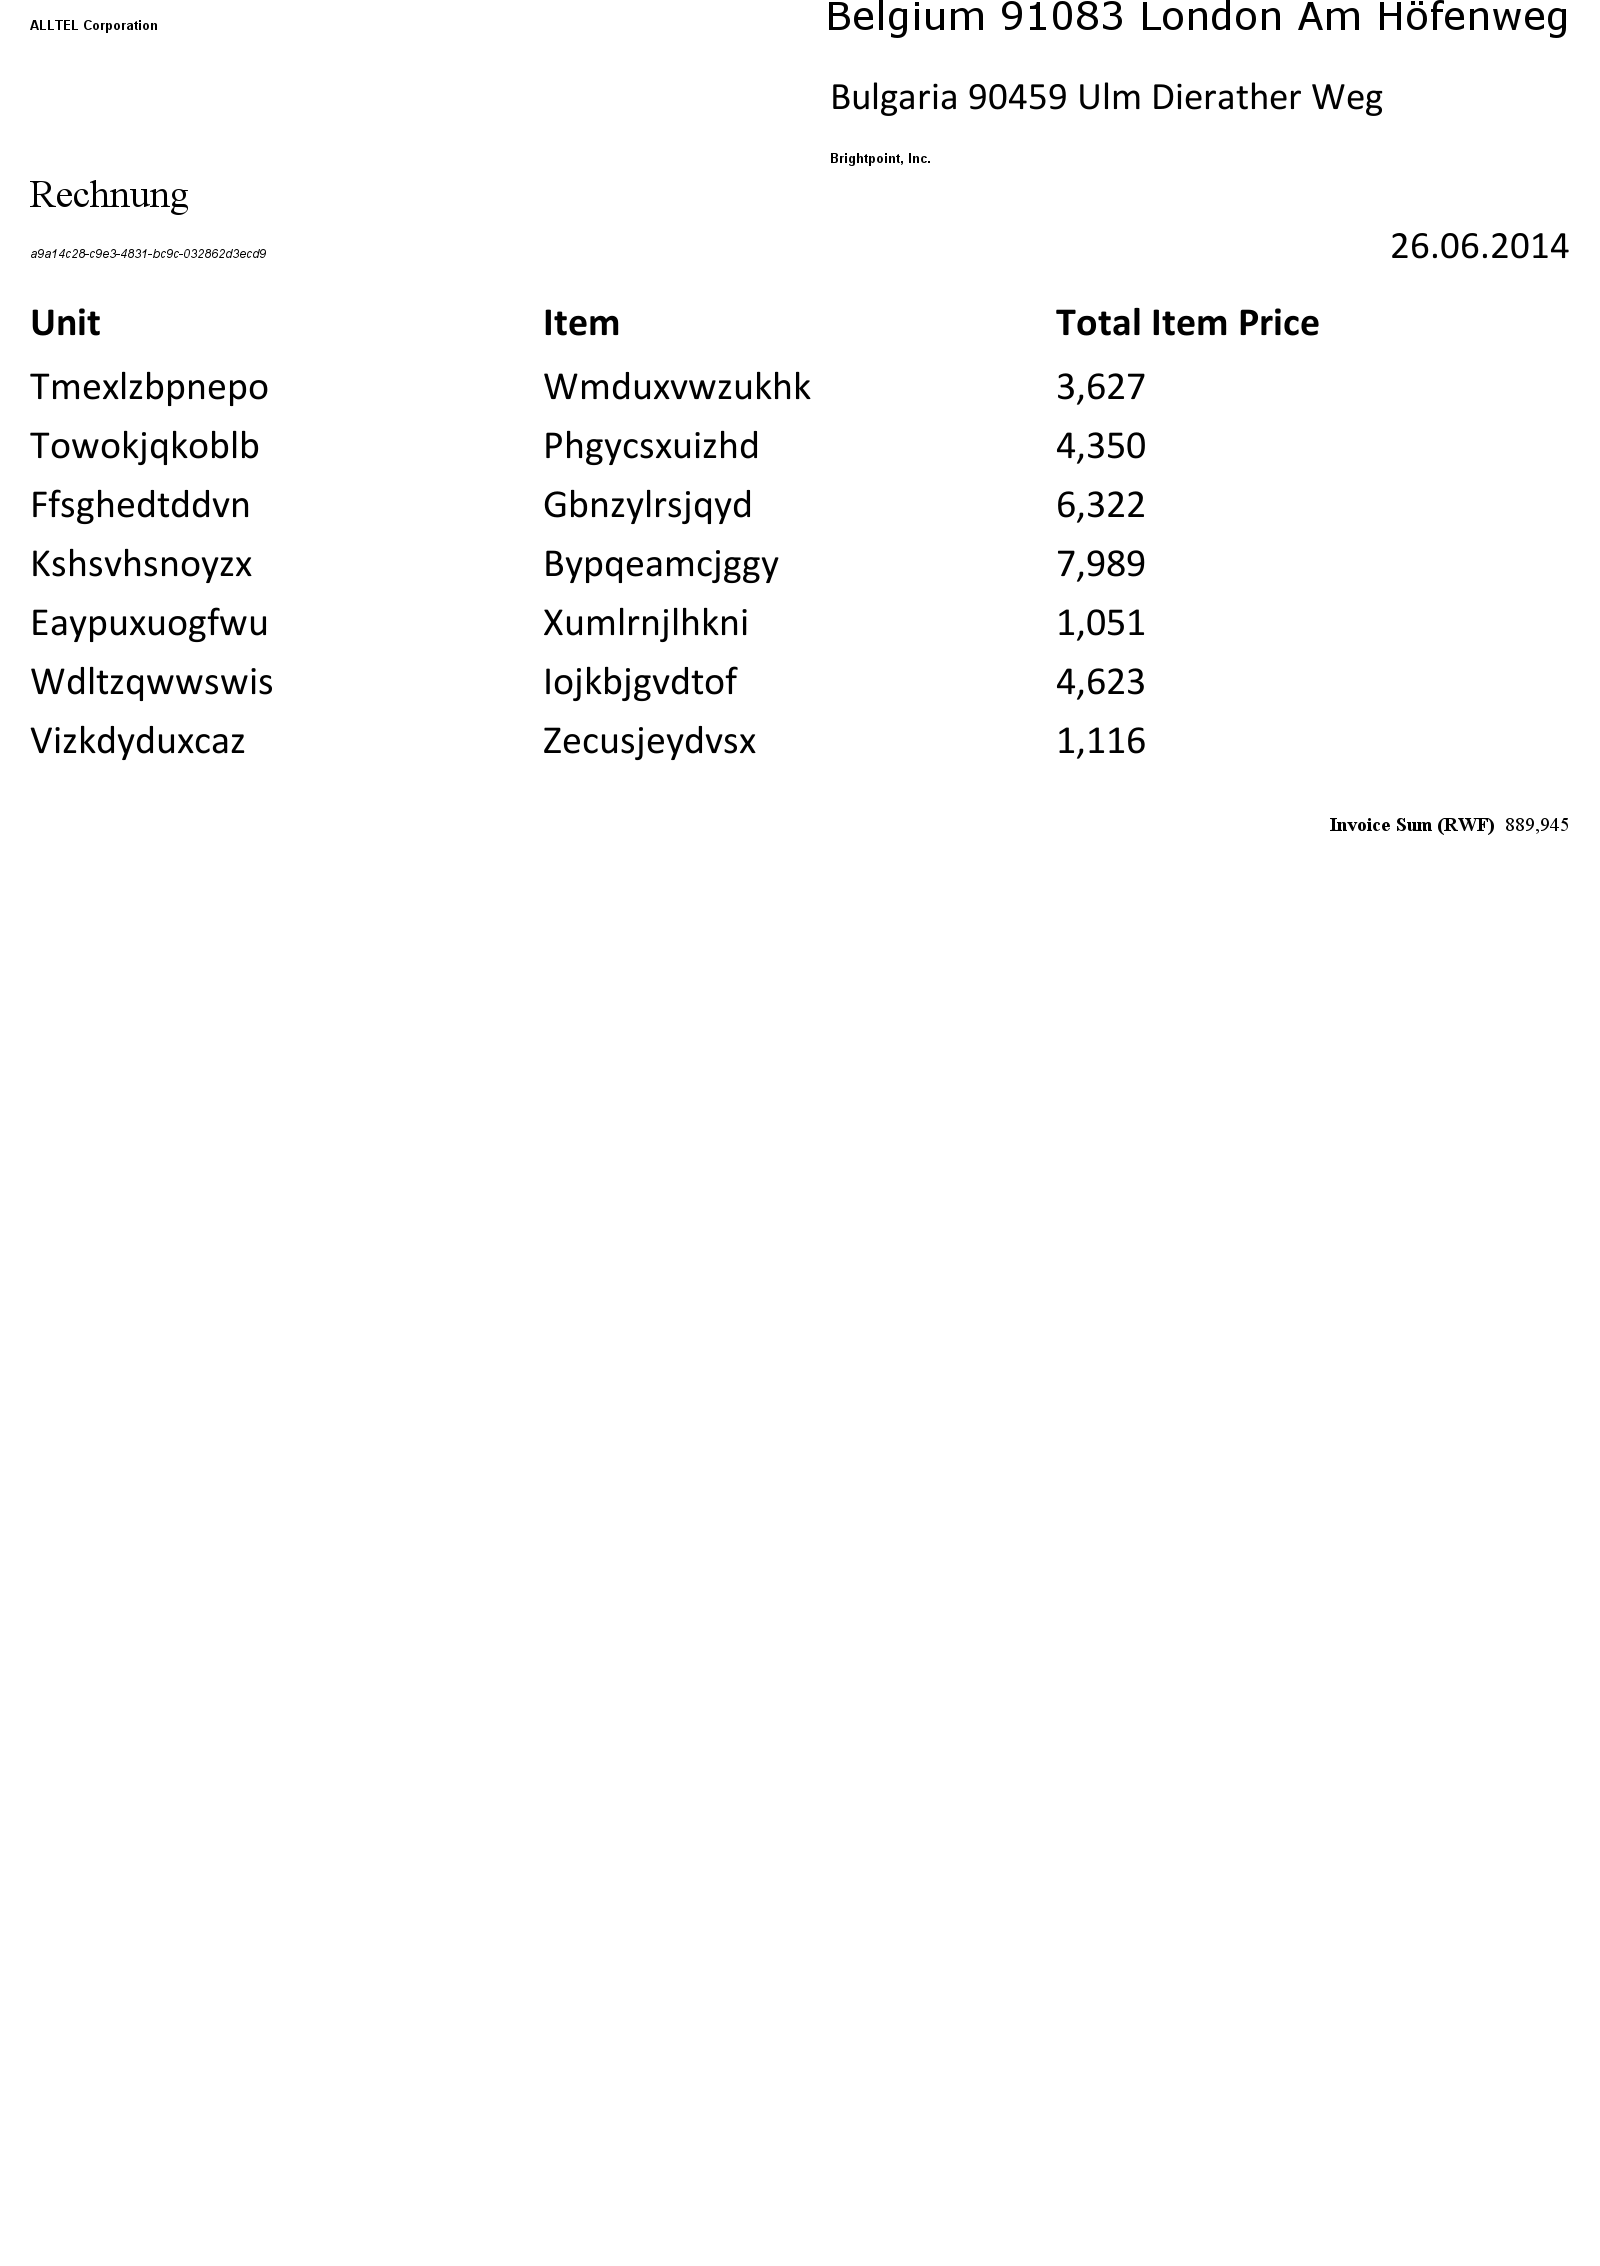 ALLTEL Corporation
Belgium 91083 London Am Höfenweg
Bulgaria 90459 Ulm Dierather Weg
Brightpoint, Inc.
Rechnung
a9a14c28-c9e3-4831-bc9c-032862d3ecd9
26.06.2014
Unit Item Total Item Price
Tmexlzbpnepo Wmduxvwzukhk 3,627
Towokjqkoblb Phgycsxuizhd 4,350
Ffsghedtddvn Gbnzylrsjqyd 6,322
Kshsvhsnoyzx Bypqeamcjggy 7,989
Eaypuxuogfwu Xumlrnjlhkni 1,051
Wdltzqwwswis Iojkbjgvdtof 4,623
Vizkdyduxcaz Zecusjeydvsx 1,116
Invoice Sum (RWF) 889,945